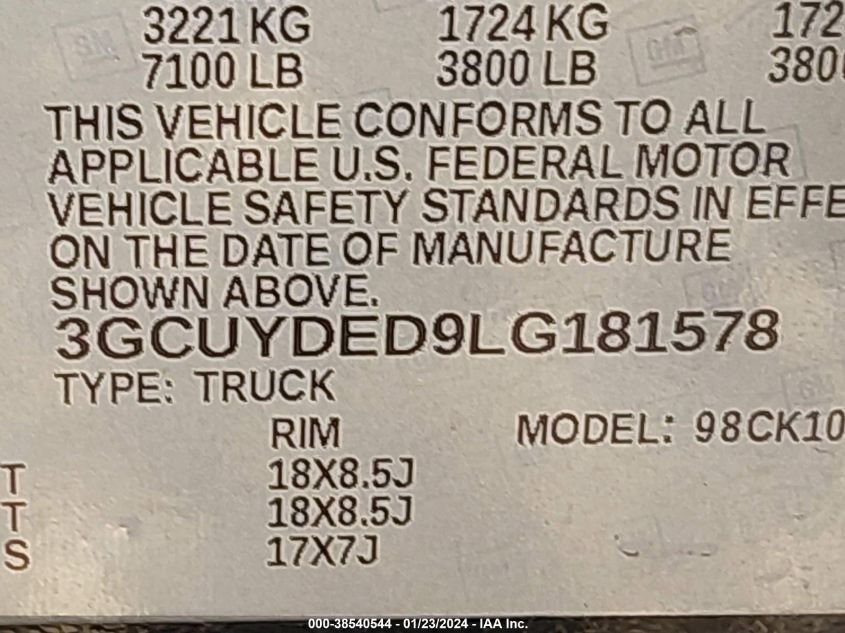 3221 KG 1724 KG 172
7100 LB 3800 LB 380
THIS VEHICLE CONFORMS TO ALL
APPLICABLE U.S. FEDERAL MOTOR
VEHICLE SAFETY STANDARDS IN EFFE
ON THE DATE OF MANUFACTURE
SHOWN ABOVE.
3GCUYDED9LG181578
TYPE: TRUCK
RIM MODEL: 98CK10
T 18X8.5J
T 18X8.5J
S 17X7J
000-38540544 - 01/23/2024 - IAA Inc.